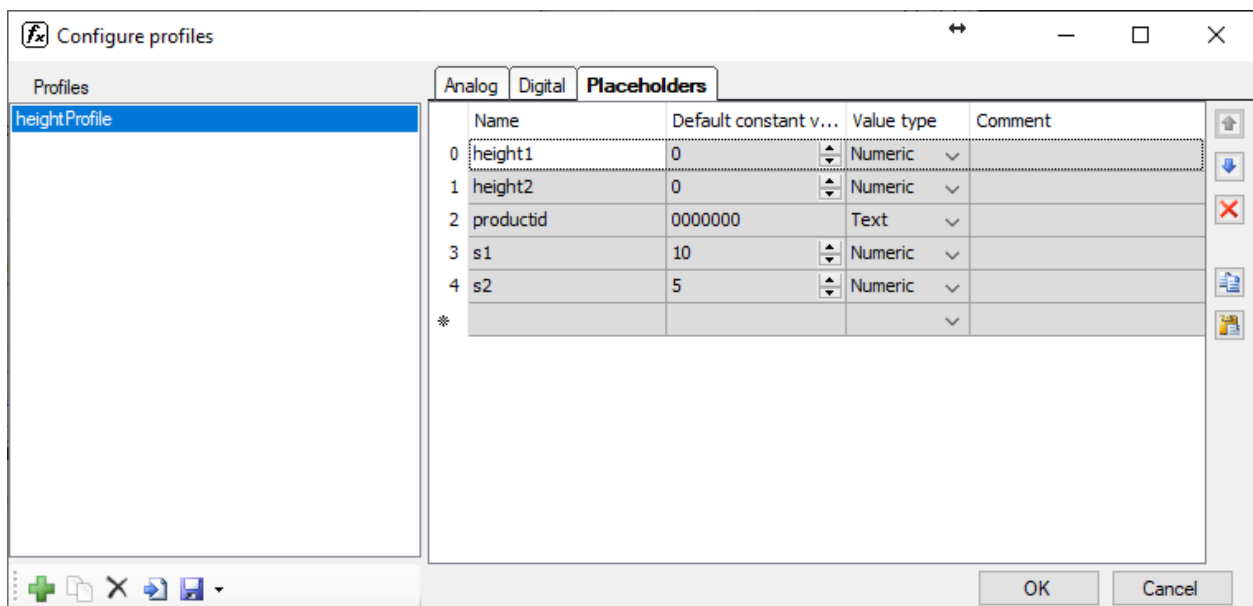 fx Configure profiles
Profiles
Analog Digital Placeholders
heightProfile
Name Default constant v... Value type Comment
0 height1 0 Numeric
1 height2 0 Numeric
2 productid 0000000 Text
3 s1 10 Numeric
4 s2 5 Numeric
OK Cancel